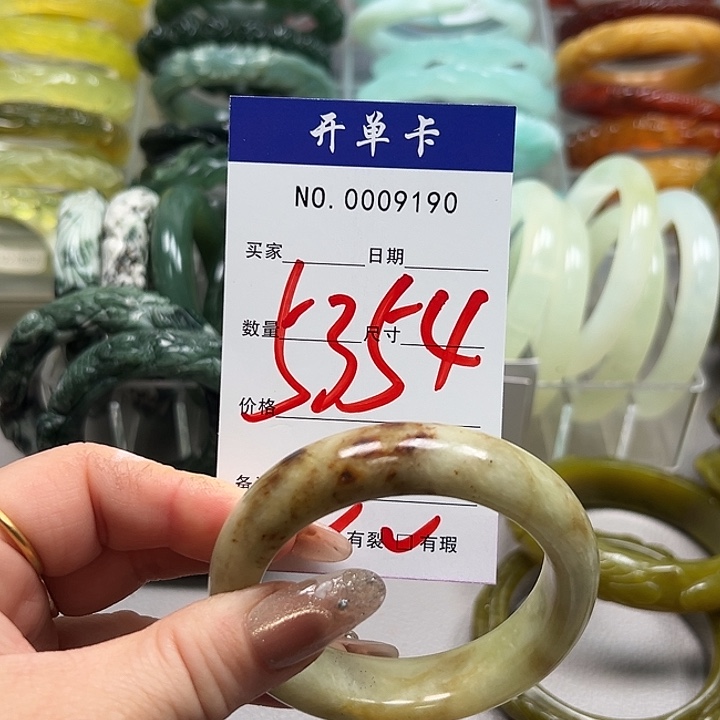 开单卡
NO. 0009190
买家 日期
数量 尺寸
5354
价格
备
有裂 □ 有瑕